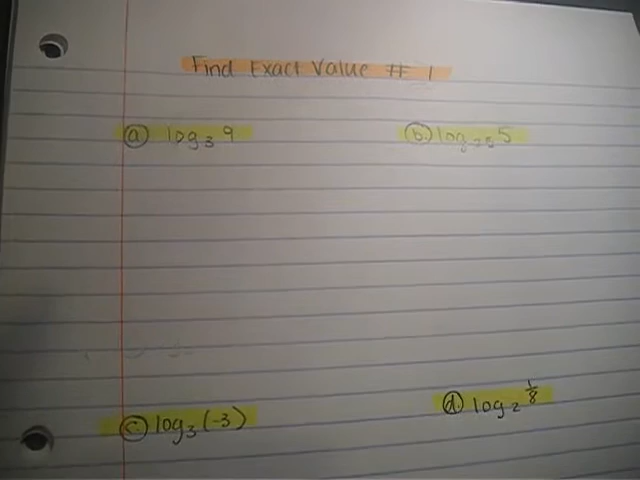 Find Exact Value # 1
(a) log₃ 9
(b.) log₂₅ 5
(c.) log₃ (-3)
(d.) log₂ 1/8